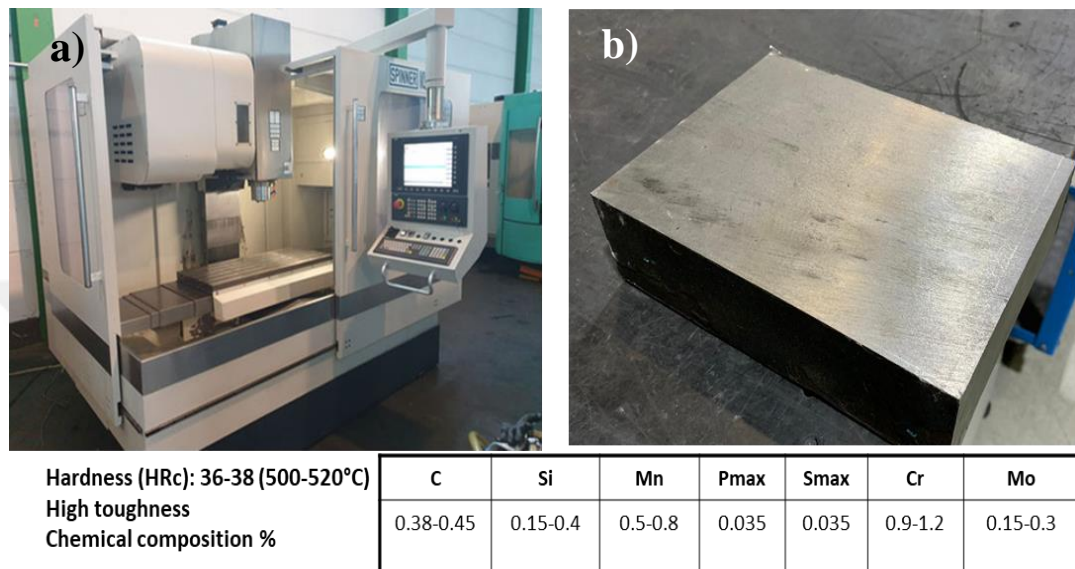 a)
SPINNER
b)
Hardness (HRc): 36-38 (500-520°C)
High toughness
Chemical composition %
C Si Mn Pmax Smax Cr Mo
0.38-0.45 0.15-0.4 0.5-0.8 0.035 0.035 0.9-1.2 0.15-0.3